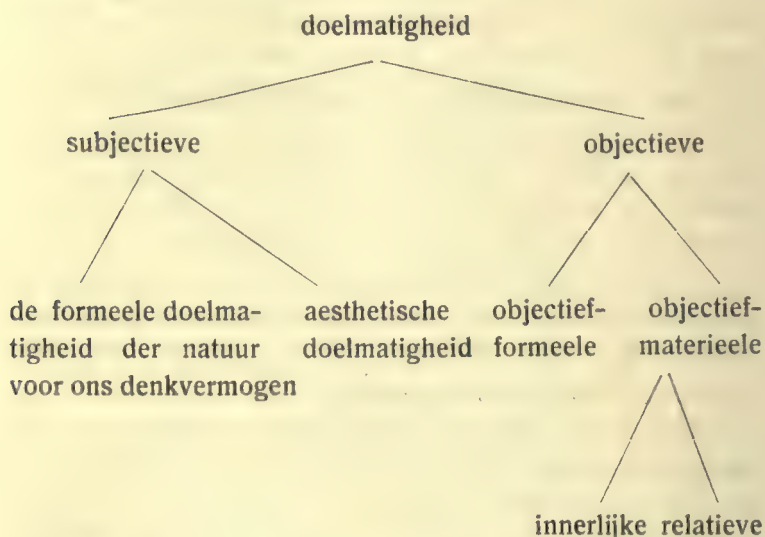 doelmatigheid
subjectieve objectieve
de formeele doelma- aesthetische objectief- objectief-
tigheid der natuur doelmatigheid formeele materieele
voor ons denkvermogen
innerlijke relatieve